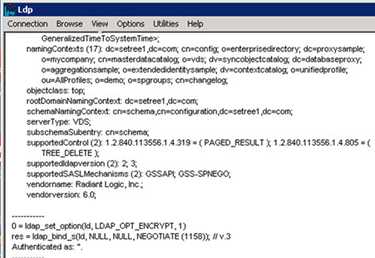 Ldp
Connection Browse View Options Utilities Help
GeneralizedTimeToSystemTime>;
namingContexts (17): dc=setree1,dc=com; cn=config; o=enterprisedirectory; dc=proxysample;
o=mycompany; cn=masterdatacatalog; o=vds; dv=syncobjectcatalog; dc=databaseproxy;
o=aggregationsample; o=extendedidentitysample; dv=contextcatalog; o=unifiedprofile;
ou=AllProfiles; o=demo; o=spgroups; cn=changelog;
objectclass: top;
rootDomainNamingContext: dc=setree1,dc=com;
schemaNamingContext: cn=schema,cn=configuration,dc=setree1,dc=com;
serverType: VDS;
subschemaSubentry: cn=schema;
supportedControl (2): 1.2.840.113556.1.4.319 = ( PAGED_RESULT ); 1.2.840.113556.1.4.805 = (
TREE_DELETE );
supportedldapversion (2): 2; 3;
supportedSASLMechanisms (2): GSSAPI; GSS-SPNEGO;
vendorname: Radiant Logic, Inc.;
vendorversion: 6.0;
-----------
0 = ldap_set_option(ld, LDAP_OPT_ENCRYPT, 1)
res = ldap_bind_s(ld, NULL, NULL, NEGOTIATE (1158)); // v.3
Authenticated as: ''.
-----------